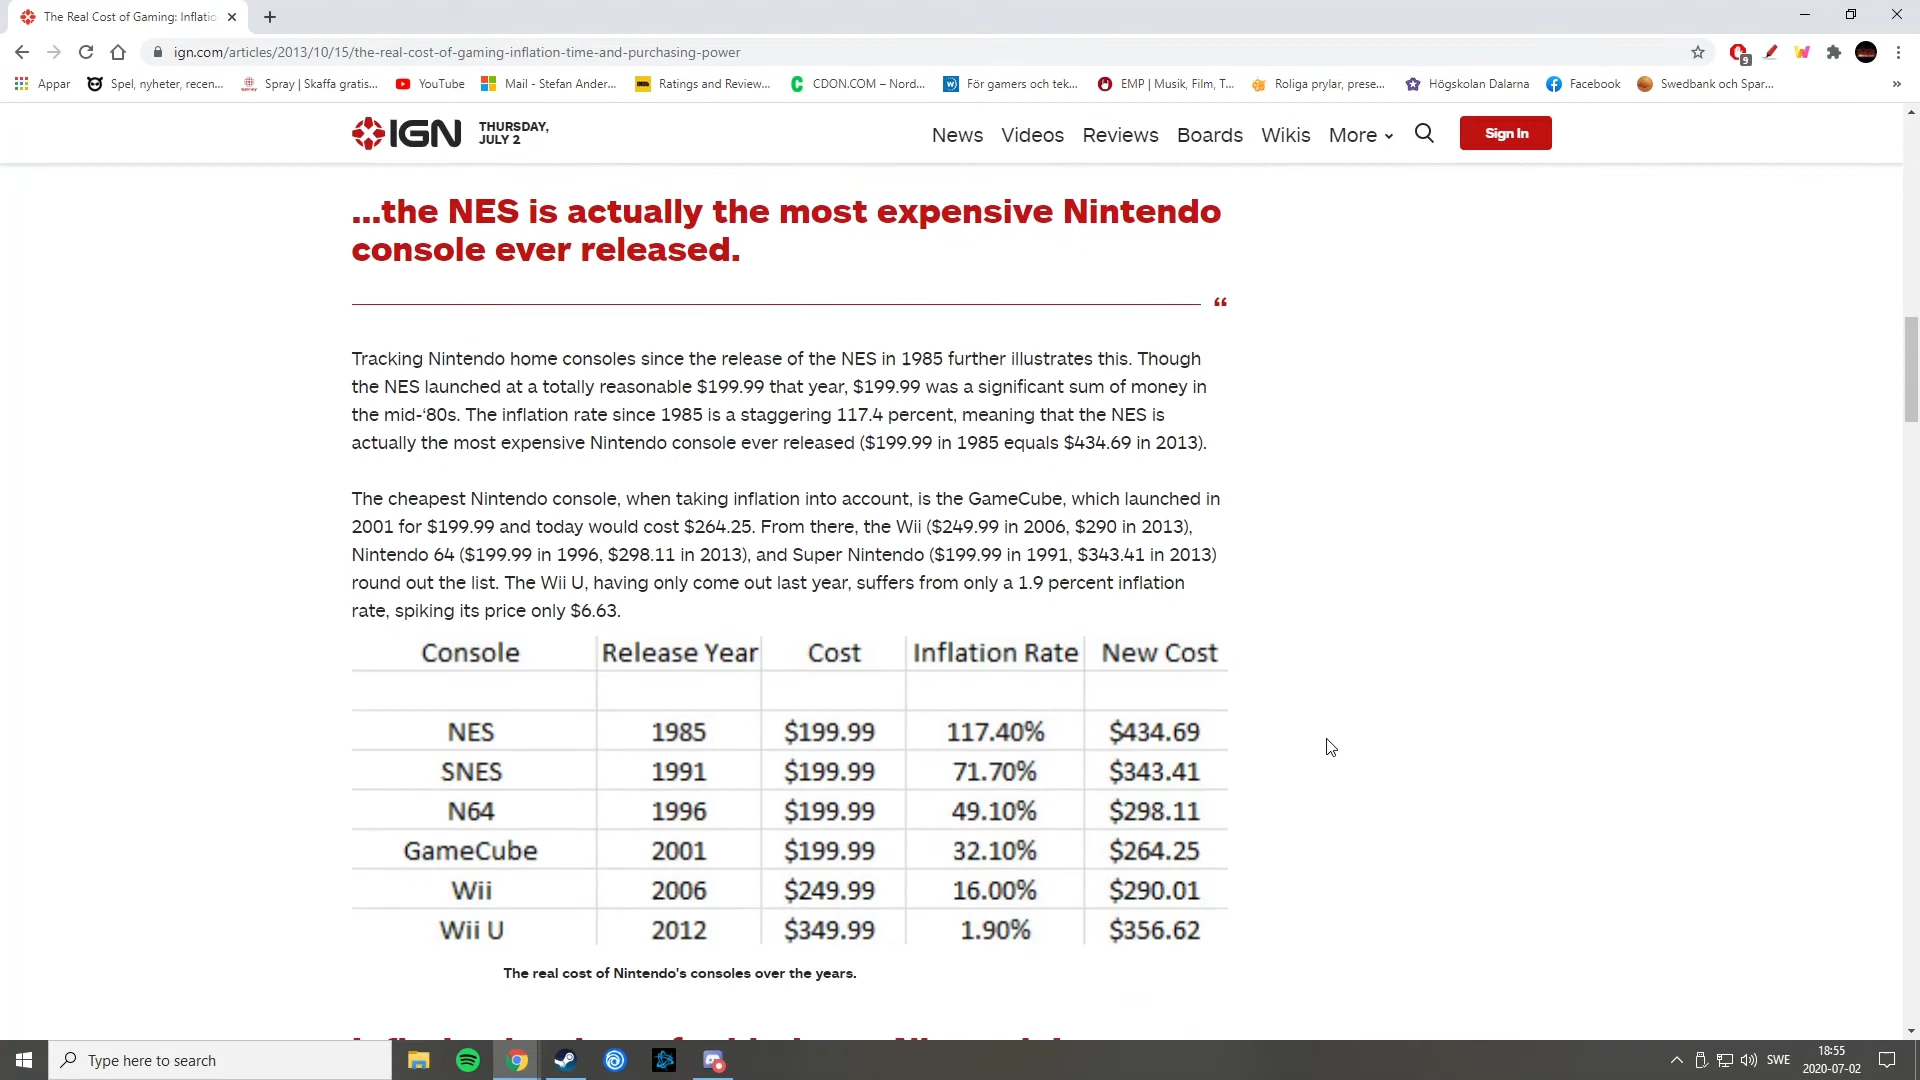 The Real Cost of Gaming: Inflatio
ign.com/articles/2013/10/15/the-real-cost-of-gaming-inflation-time-and-purchasing-power
9
Appar Spel, nyheter, recen... Spray | Skaffa gratis... YouTube Mail - Stefan Ander... Ratings and Review... CDON.COM – Nord... För gamers och tek... EMP | Musik, Film, T... Roliga prylar, prese... Högskolan Dalarna Facebook Swedbank och Spar... »
IGN THURSDAY,
JULY 2
News Videos Reviews Boards Wikis More Sign In
...the NES is actually the most expensive Nintendo
console ever released.
“
Tracking Nintendo home consoles since the release of the NES in 1985 further illustrates this. Though
the NES launched at a totally reasonable $199.99 that year, $199.99 was a significant sum of money in
the mid-‘80s. The inflation rate since 1985 is a staggering 117.4 percent, meaning that the NES is
actually the most expensive Nintendo console ever released ($199.99 in 1985 equals $434.69 in 2013).
The cheapest Nintendo console, when taking inflation into account, is the GameCube, which launched in
2001 for $199.99 and today would cost $264.25. From there, the Wii ($249.99 in 2006, $290 in 2013),
Nintendo 64 ($199.99 in 1996, $298.11 in 2013), and Super Nintendo ($199.99 in 1991, $343.41 in 2013)
round out the list. The Wii U, having only come out last year, suffers from only a 1.9 percent inflation
rate, spiking its price only $6.63.
Console Release Year Cost Inflation Rate New Cost
NES 1985 $199.99 117.40% $434.69
SNES 1991 $199.99 71.70% $343.41
N64 1996 $199.99 49.10% $298.11
GameCube 2001 $199.99 32.10% $264.25
Wii 2006 $249.99 16.00% $290.01
Wii U 2012 $349.99 1.90% $356.62
The real cost of Nintendo's consoles over the years.
Type here to search
SWE
18:55
2020-07-02